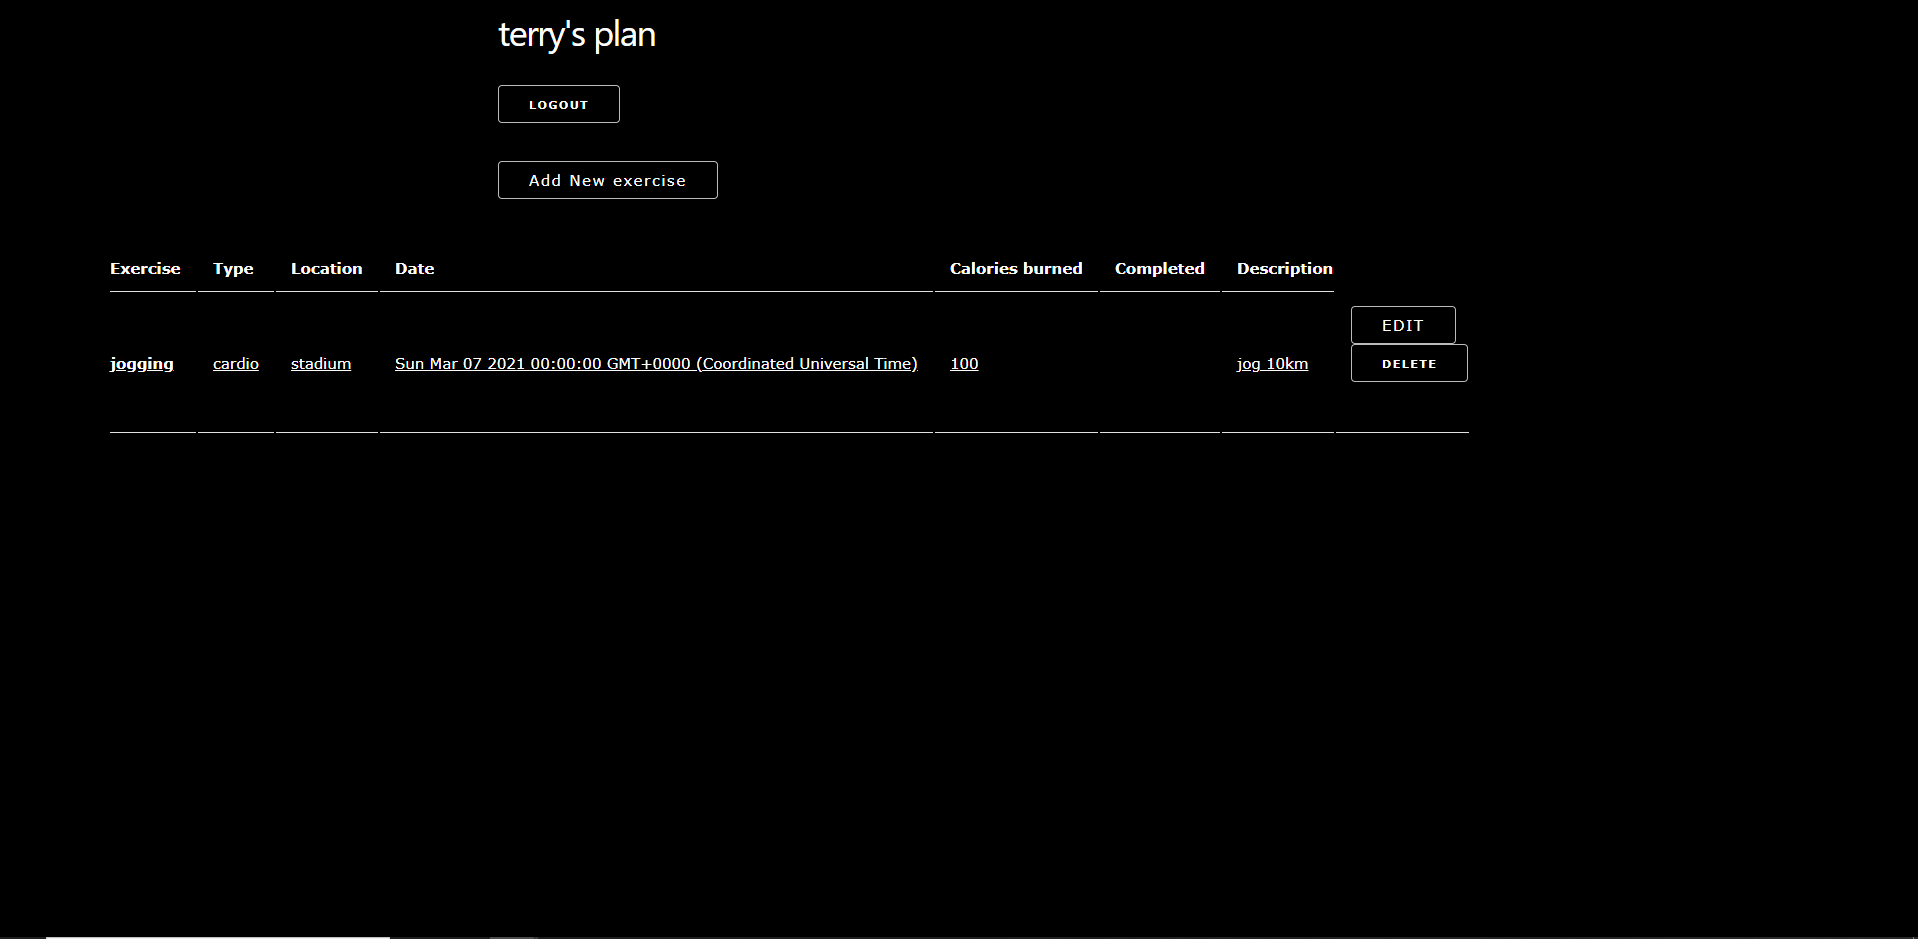 terry's plan
LOGOUT
Add New exercise
Exercise Type Location Date Calories burned Completed Description
EDIT
jogging cardio stadium Sun Mar 07 2021 00:00:00 GMT+0000 (Coordinated Universal Time) 100 jog 10km DELETE